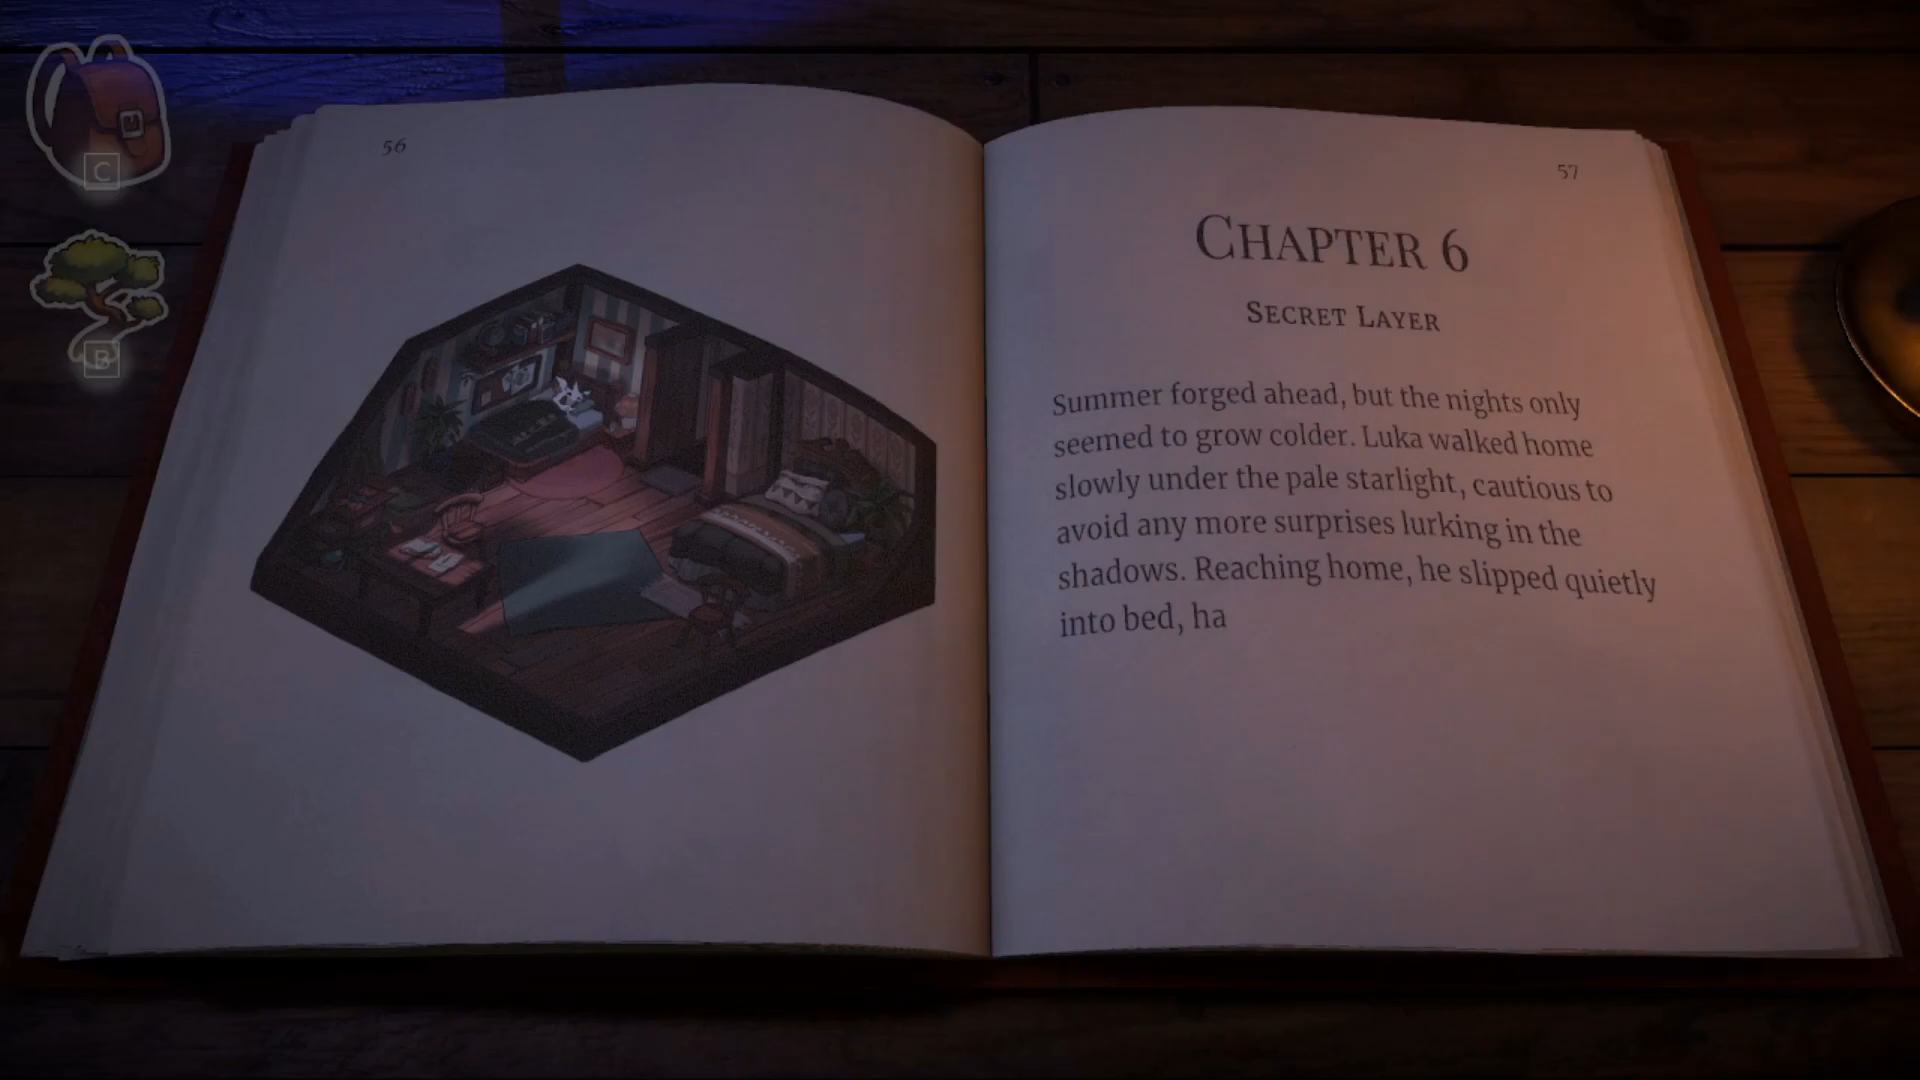 C
B
56
57
Chapter 6
Secret Layer
Summer forged ahead, but the nights only
seemed to grow colder. Luka walked home
slowly under the pale starlight, cautious to
avoid any more surprises lurking in the
shadows. Reaching home, he slipped quietly
into bed, ha